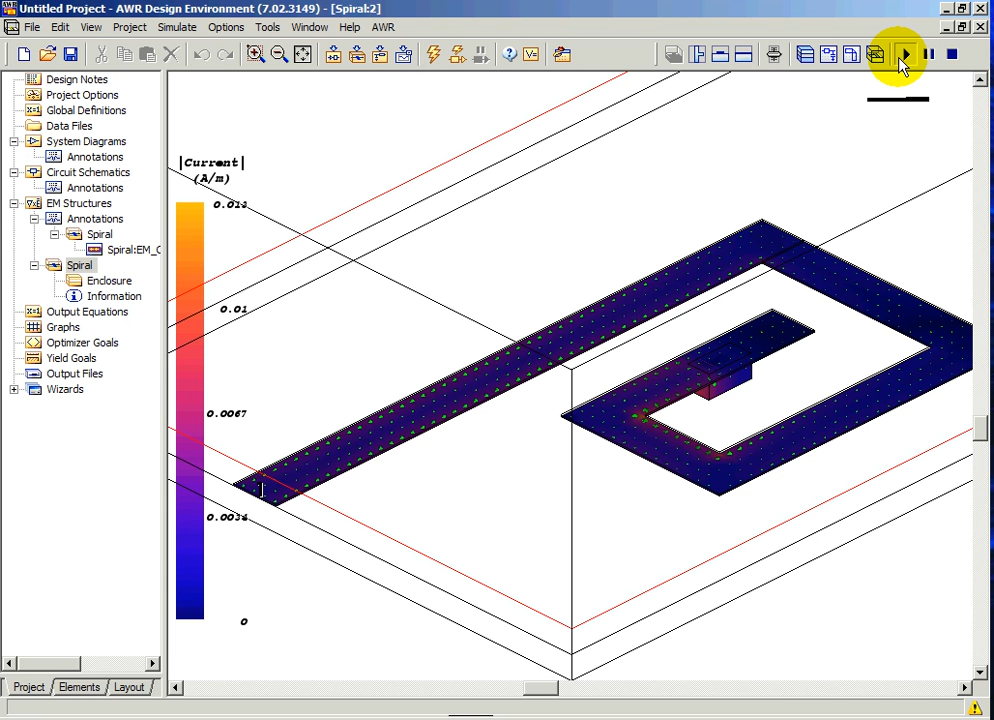 Untitled Project - AWR Design Environment (7.02.3149) - [Spiral:2]
File Edit View Project Simulate Options Tools Window Help AWR
Design Notes
Project Options
Global Definitions
Data Files
System Diagrams
Annotations
Circuit Schematics
Annotations
EM Structures
Annotations
Spiral
Spiral:EM_C
Spiral
Enclosure
Information
Output Equations
Graphs
Optimizer Goals
Yield Goals
Output Files
Wizards
Project Elements Layout
|Current|
(A/m)
0.013
0.01
0.0067
0.0034
0